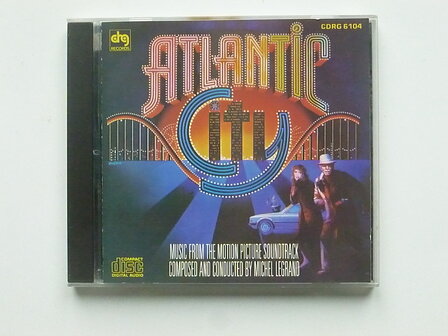 drg
RECORDS
CDRG 6104
ATLANTIC
CITY
MUSIC FROM THE MOTION PICTURE SOUNDTRACK
COMPOSED AND CONDUCTED BY MICHEL LEGRAND
COMPACT
disc
DIGITAL AUDIO